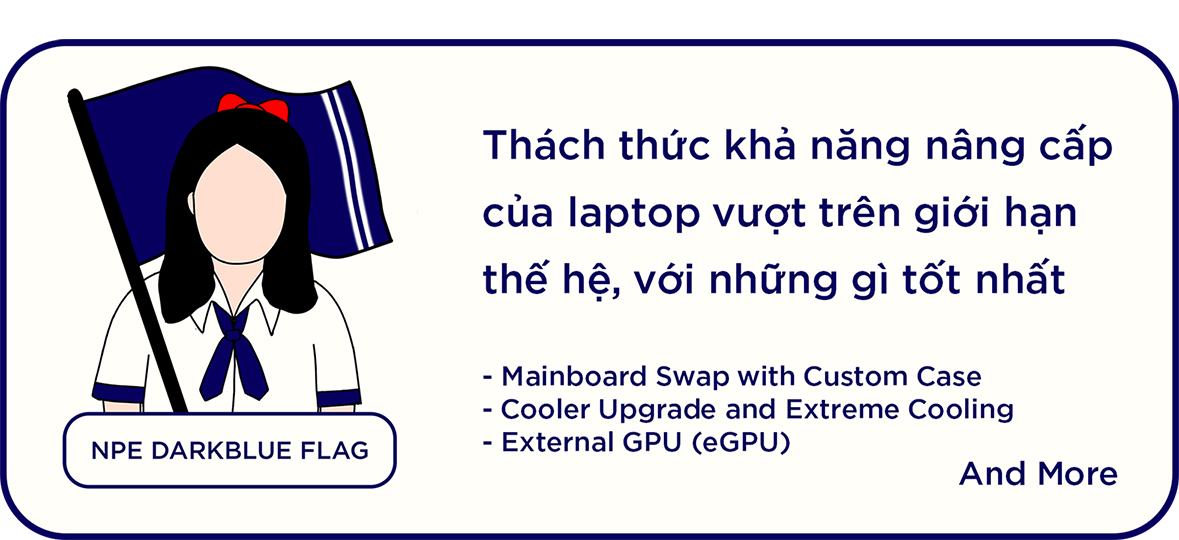 Thách thức khả năng nâng cấp
của laptop vượt trên giới hạn
thế hệ, với những gì tốt nhất
- Mainboard Swap with Custom Case
- Cooler Upgrade and Extreme Cooling
- External GPU (eGPU)
And More
NPE DARKBLUE FLAG